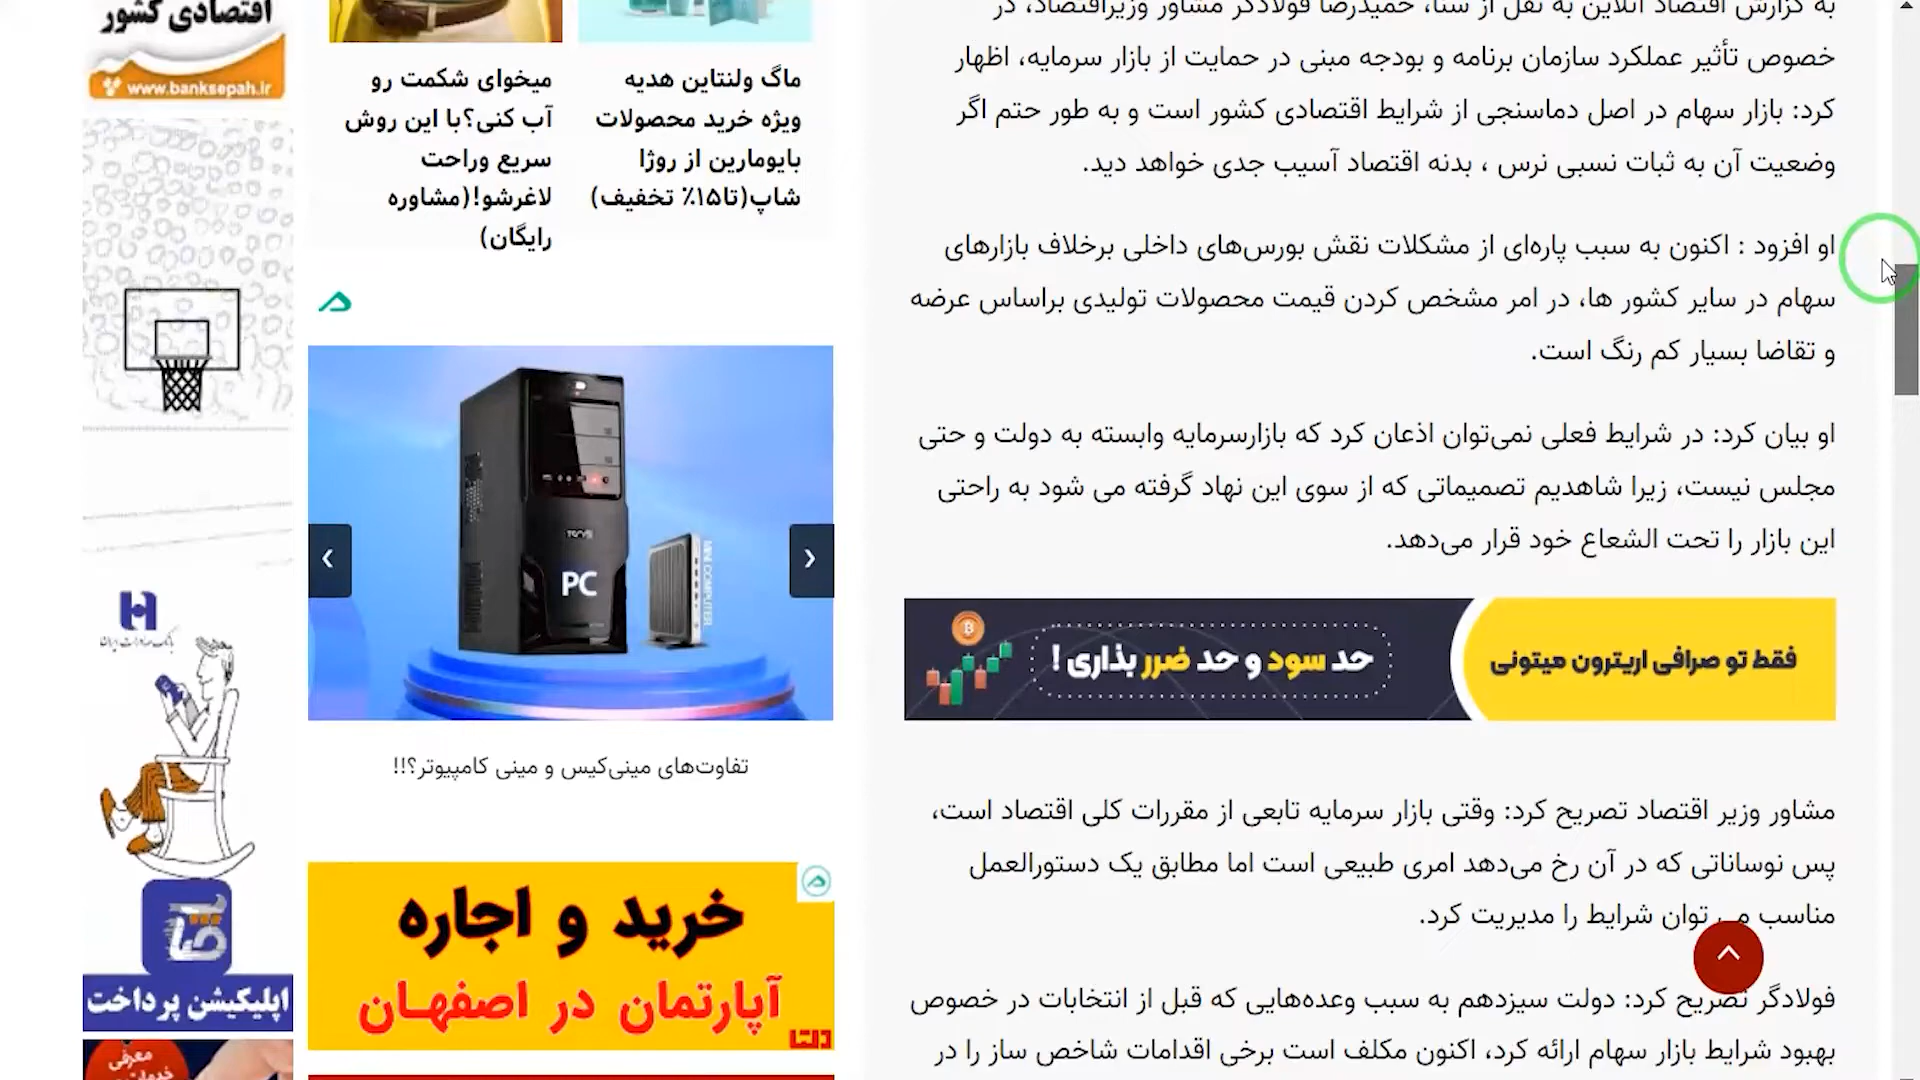 به گزارش اقتصاد آنلاین به نقل از سنا، حمیدرضا فولادگر مشاور وزیراقتصاد، در
خصوص تأثیر عملکرد سازمان برنامه و بودجه مبنی در حمایت از بازار سرمایه، اظهار
کرد: بازار سهام در اصل دماسنجی از شرایط اقتصادی کشور است و به طور حتم اگر
وضعیت آن به ثبات نسبی نرس ، بدنه اقتصاد آسیب جدی خواهد دید.
او افزود : اکنون به سبب پاره‌ای از مشکلات نقش بورس‌های داخلی برخلاف بازارهای
سهام در سایر کشور ها، در امر مشخص کردن قیمت محصولات تولیدی براساس عرضه
و تقاضا بسیار کم رنگ است.
او بیان کرد: در شرایط فعلی نمی‌توان اذعان کرد که بازارسرمایه وابسته به دولت و حتی
مجلس نیست، زیرا شاهدیم تصمیماتی که از سوی این نهاد گرفته می شود به راحتی
این بازار را تحت الشعاع خود قرار می‌دهد.
فقط تو صرافی اریترون میتونی
حد سود و حد ضرر بذاری !
مشاور وزیر اقتصاد تصریح کرد: وقتی بازار سرمایه تابعی از مقررات کلی اقتصاد است،
پس نوساناتی که در آن رخ می‌دهد امری طبیعی است اما مطابق یک دستورالعمل
مناسب می توان شرایط را مدیریت کرد.
فولادگر تصریح کرد: دولت سیزدهم به سبب وعده‌هایی که قبل از انتخابات در خصوص
بهبود شرایط بازار سهام ارائه کرد، اکنون مکلف است برخی اقدامات شاخص ساز را در
ماگ ولنتاین هدیه
ویژه خرید محصولات
بایومارین از روژا
شاپ(تا۱۵٪ تخفیف)
میخوای شکمت رو
آب کنی؟با این روش
سریع وراحت
لاغرشو!(مشاوره
رایگان)
PC
MINI COMPUTER
تفاوت‌های مینی‌کیس و مینی کامپیوتر؟!!
خرید و اجاره
آپارتمان در اصفهـان
دلتا
اقتصادی کشور
www.banksepah.ir
بانک صادرات ایران
اپلیکیشن پرداخت
معرفی